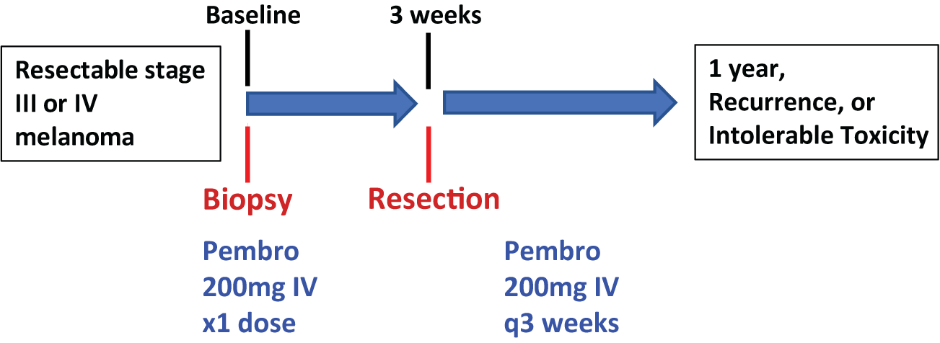 Baseline
3 weeks
Resectable stage
III or IV
melanoma
1 year,
Recurrence, or
Intolerable Toxicity
Biopsy
Resection
Pembro
200mg IV
x1 dose
Pembro
200mg IV
q3 weeks